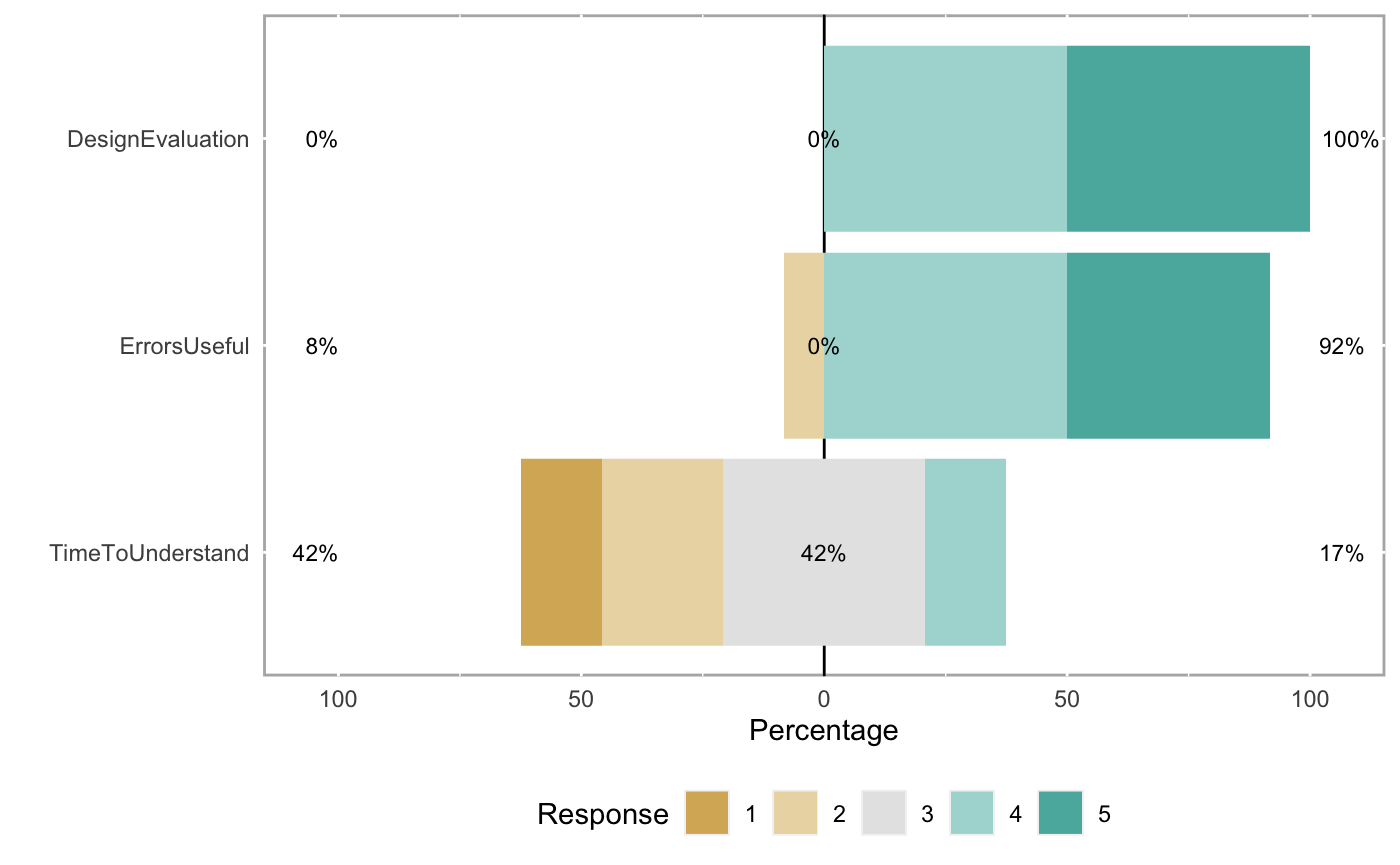 DesignEvaluation 0% 0% 100%
ErrorsUseful 8% 0% 92%
TimeToUnderstand 42% 42% 17%
100 50 0 50 100
Percentage
Response 1 2 3 4 5